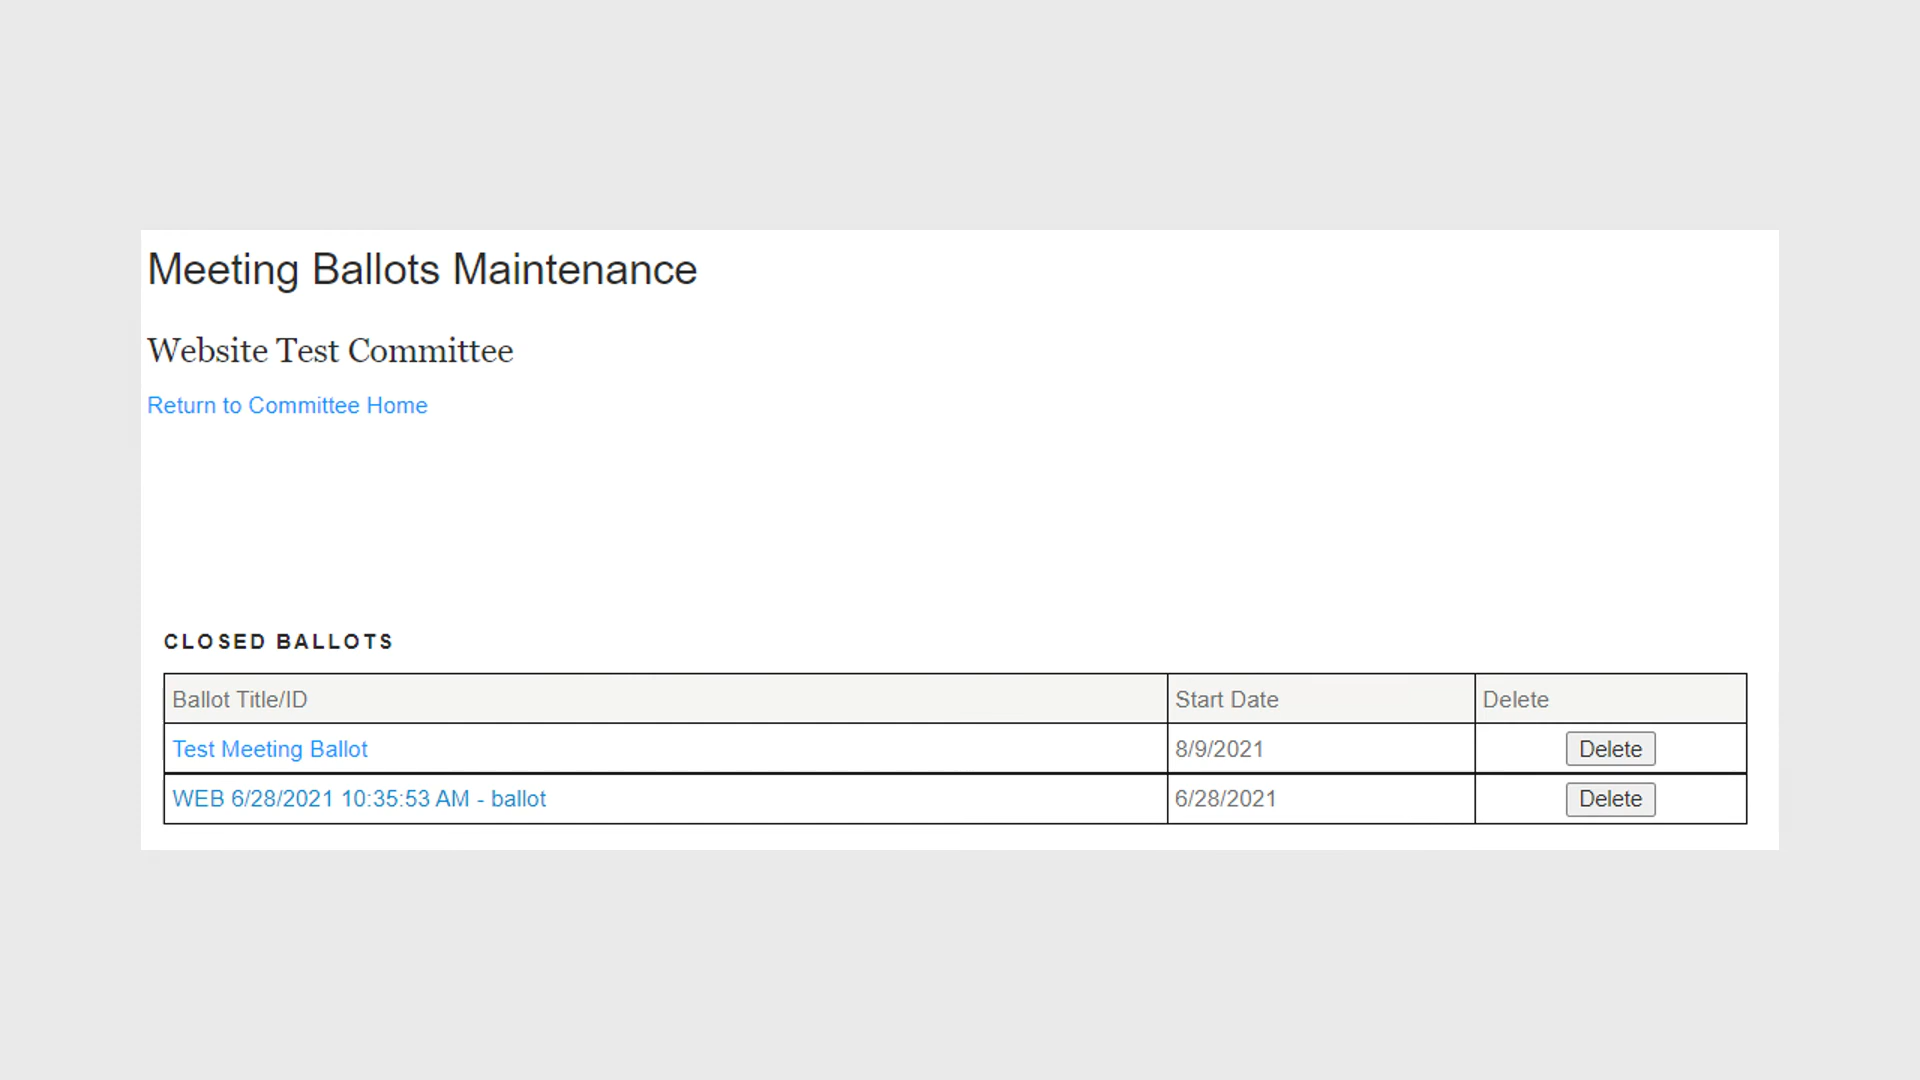 Meeting Ballots Maintenance
Website Test Committee
Return to Committee Home
CLOSED BALLOTS
Ballot Title/ID Start Date Delete
Test Meeting Ballot 8/9/2021 Delete
WEB 6/28/2021 10:35:53 AM - ballot 6/28/2021 Delete